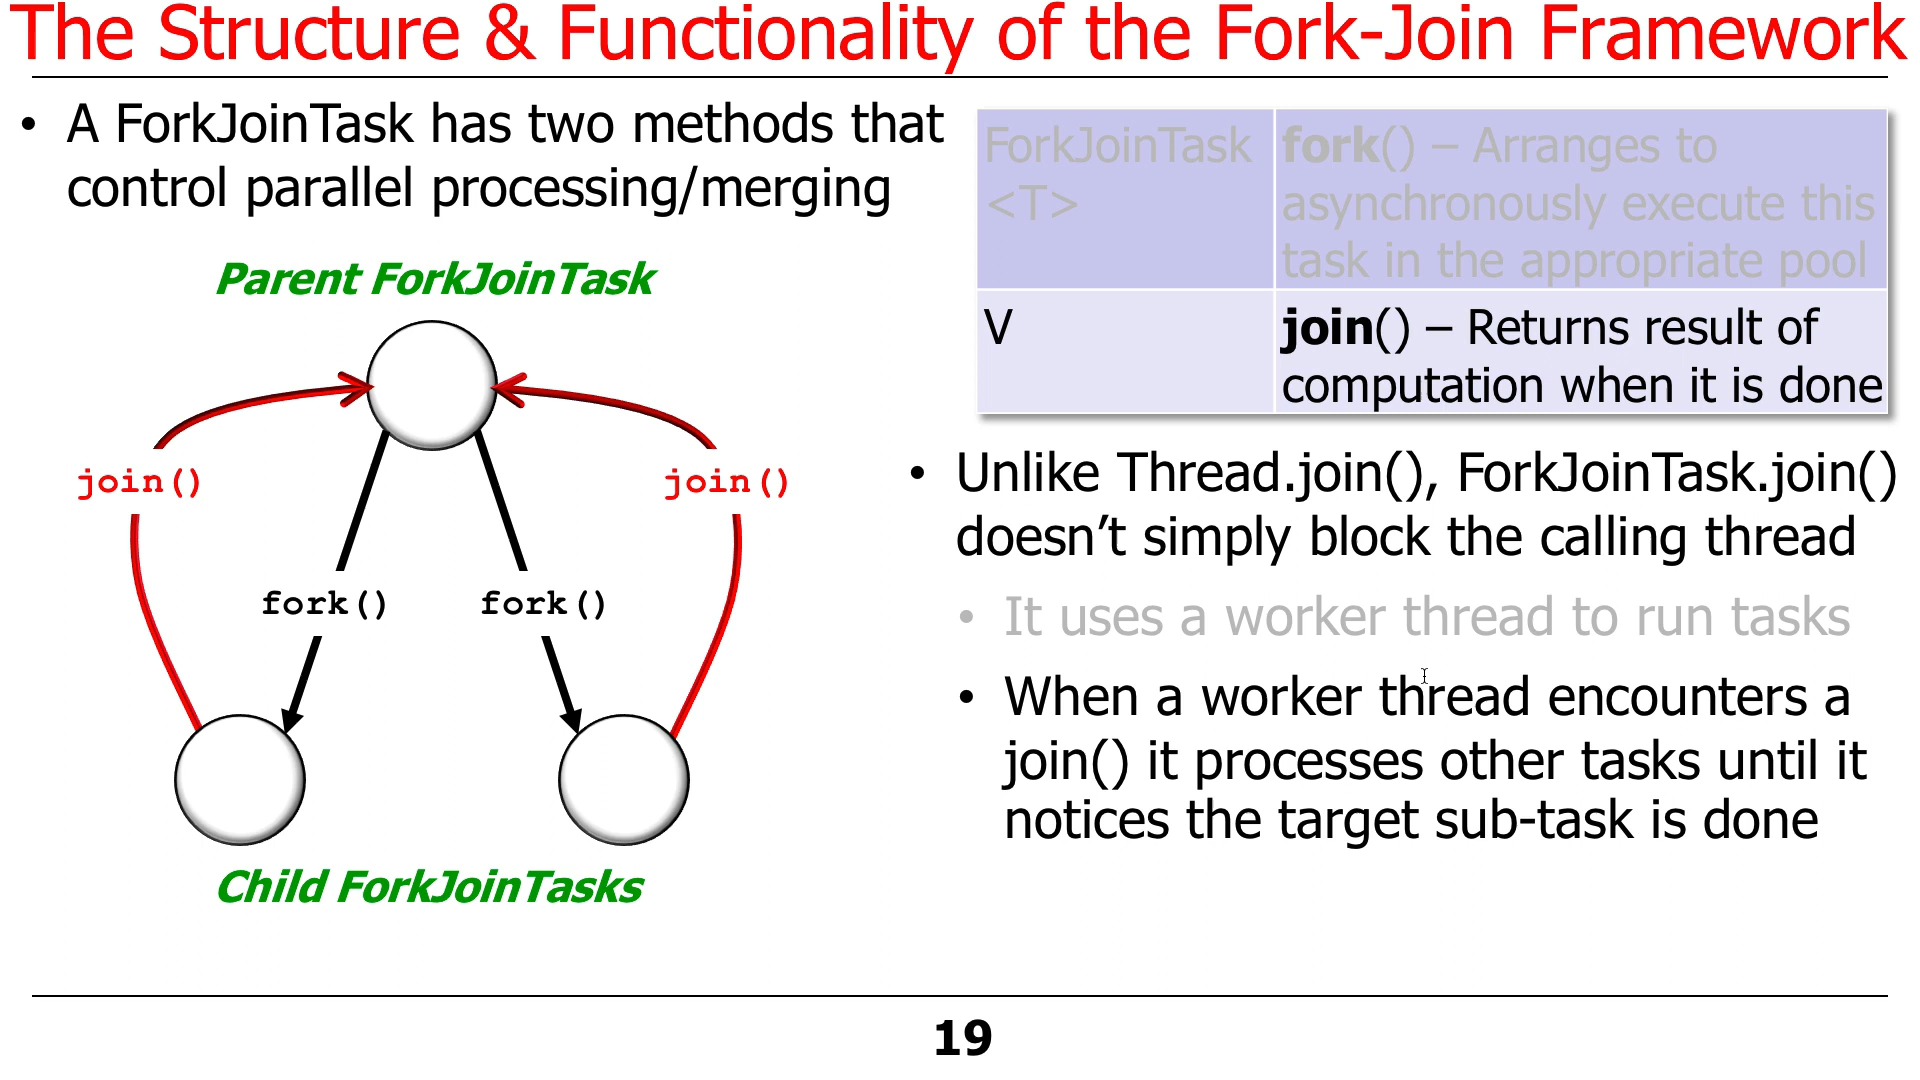 The Structure & Functionality of the Fork-Join Framework
• A ForkJoinTask has two methods that
control parallel processing/merging
ForkJoinTask
<T>
fork() – Arranges to
asynchronously execute this
task in the appropriate pool
V
join() – Returns result of
computation when it is done
Parent ForkJoinTask
join()
join()
fork()
fork()
Child ForkJoinTasks
• Unlike Thread.join(), ForkJoinTask.join()
doesn’t simply block the calling thread
• It uses a worker thread to run tasks
• When a worker thread encounters a
join() it processes other tasks until it
notices the target sub-task is done
19